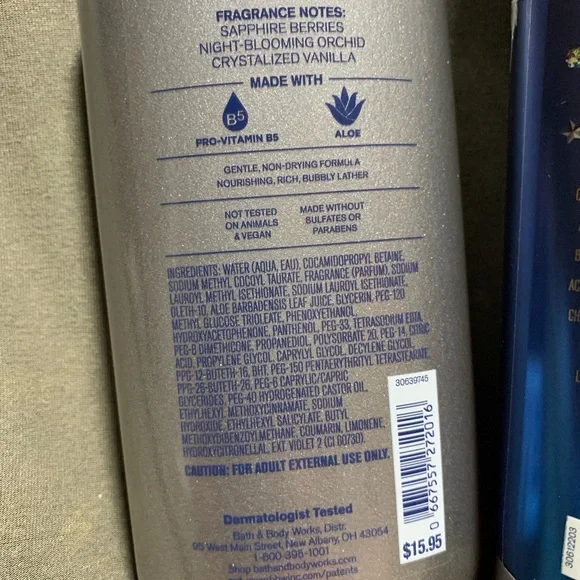 FRAGRANCE NOTES:
SAPPHIRE BERRIES
NIGHT-BLOOMING ORCHID
CRYSTALIZED VANILLA
MADE WITH
B5
PRO-VITAMIN B5
ALOE
GENTLE, NON-DRYING FORMULA
NOURISHING, RICH, BUBBLY LATHER
NOT TESTED
ON ANIMALS
& VEGAN
MADE WITHOUT
SULFATES OR
PARABENS
INGREDIENTS: WATER (AQUA, EAU), COCAMIDOPROPYL BETAINE,
SODIUM METHYL COCOYL TAURATE, FRAGRANCE (PARFUM), SODIUM
LAUROYL METHYL ISETHIONATE, SODIUM LAUROYL ISETHIONATE,
OLETH-10, ALOE BARBADENSIS LEAF JUICE, GLYCERIN, PEG-120
METHYL GLUCOSE TRIOLEATE, PHENOXYETHANOL,
HYDROXYACETOPHENONE, PANTHENOL, PEG-33, TETRASODIUM EDTA,
PEG-8 DIMETHICONE, PROPANEDIOL, POLYSORBATE 20, PEG-14, CITRIC
ACID, PROPYLENE GLYCOL, CAPRYLYL GLYCOL, DECYLENE GLYCOL,
PPG-12-BUTETH-16, BHT, PEG-150 PENTAERYTHRITYL TETRASTEARATE,
PPG-26-BUTETH-26, PEG-6 CAPRYLIC/CAPRIC
GLYCERIDES, PEG-40 HYDROGENATED CASTOR OIL,
ETHYLHEXYL METHOXYCINNAMATE, SODIUM
HYDROXIDE, ETHYLHEXYL SALICYLATE, BUTYL
METHOXYDIBENZOYLMETHANE, COUMARIN, LIMONENE,
HYDROXYCITRONELLAL, EXT. VIOLET 2 (CI 60730).
CAUTION: FOR ADULT EXTERNAL USE ONLY.
30639745
0 667557 272016
$15.95
Dermatologist Tested
Bath & Body Works, Distr.
95 West Main Street, New Albany, OH 43054
1-800-395-1001
Shop bathandbodyworks.com
/patents
30612203